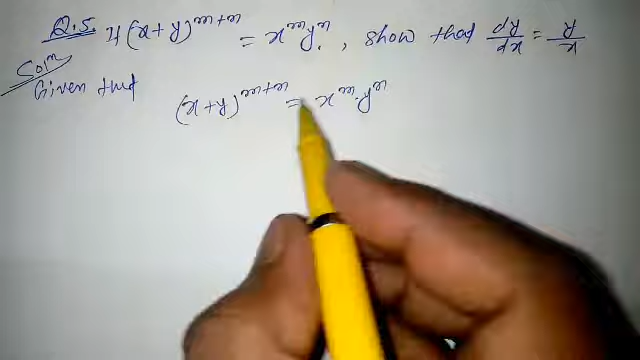 Q.5. If (x+y)^{m+n} = x^m . y^n, show that dy/dx = y/x
Soln
Given that
(x+y)^{m+n} = x^m . y^n